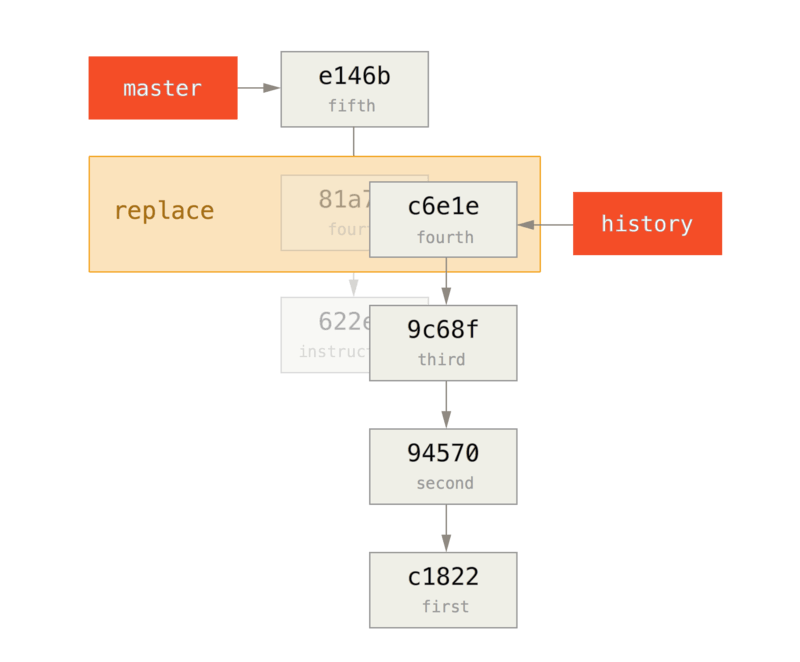 e146b
master
fifth
replace
c6e1e
history
fourth
9c68f
third
94570
second
c1822
first